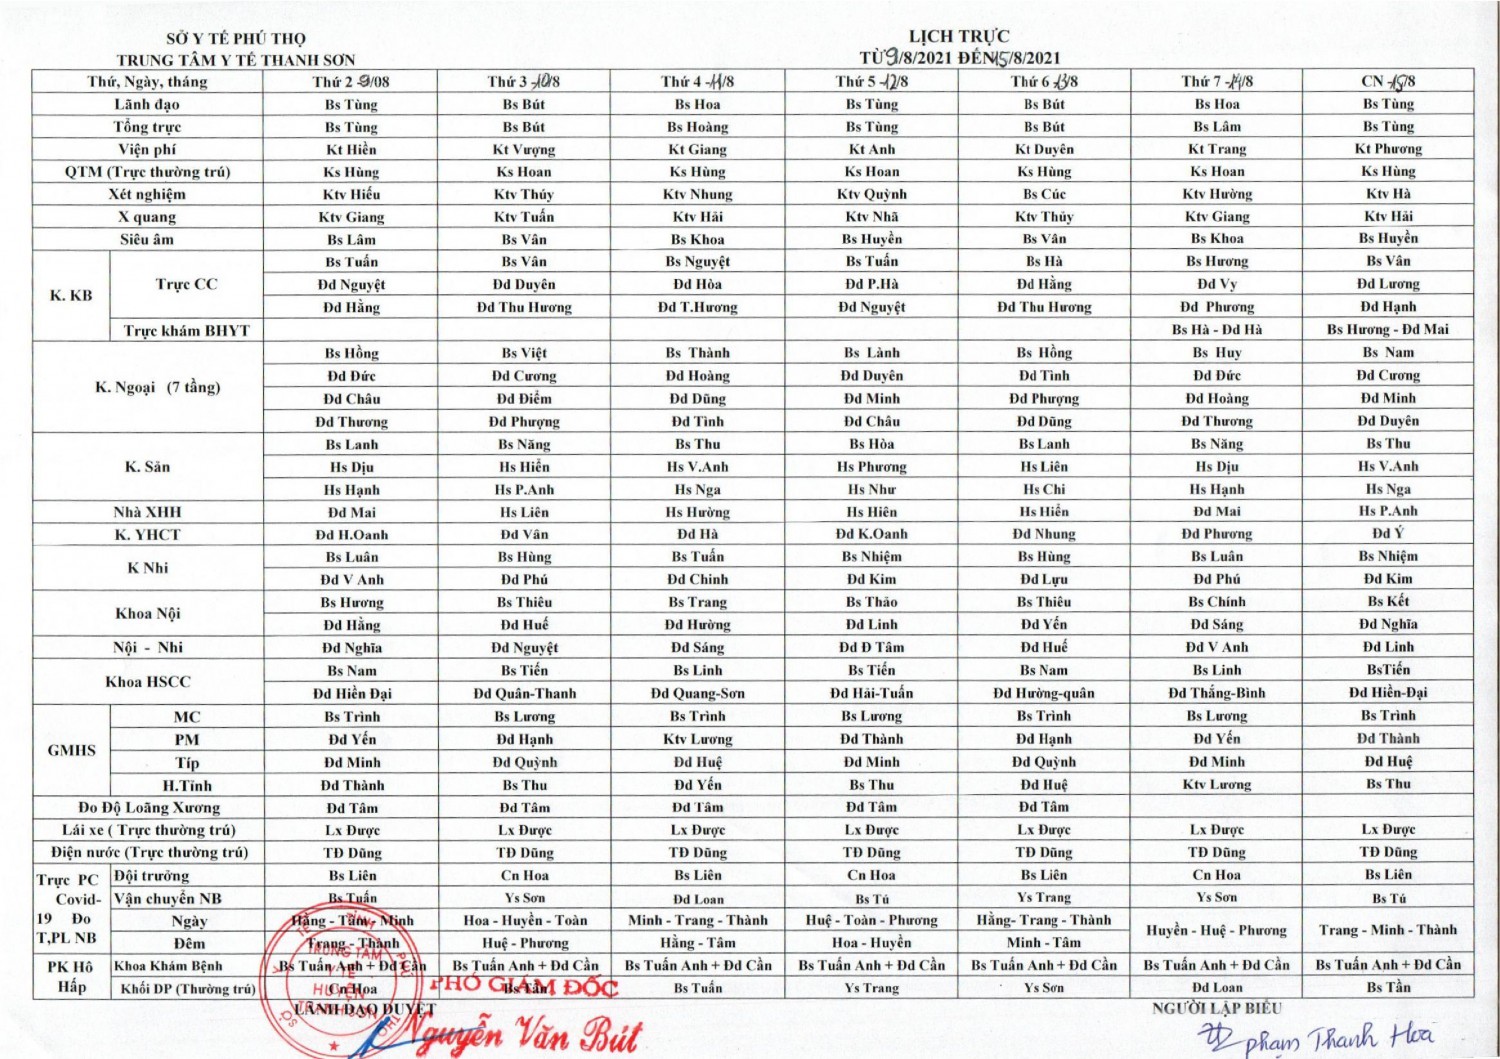 SỞ Y TẾ PHÚ THỌ
TRUNG TÂM Y TẾ THANH SƠN
LỊCH TRỰC
TỪ 9/8/2021 ĐẾN 15/8/2021
Thứ, Ngày, tháng Thứ 2 -9/08 Thứ 3 -10/8 Thứ 4 -11/8 Thứ 5 -12/8 Thứ 6 -13/8 Thứ 7 -14/8 CN -15/8
Lãnh đạo Bs Tùng Bs Bút Bs Hoa Bs Tùng Bs Bút Bs Hoa Bs Tùng
Tổng trực Bs Tùng Bs Bút Bs Hoàng Bs Tùng Bs Bút Bs Lâm Bs Tùng
Viện phí Kt Hiền Kt Vượng Kt Giang Kt Anh Kt Duyên Kt Trang Kt Phương
QTM (Trực thường trú) Ks Hùng Ks Hoan Ks Hùng Ks Hoan Ks Hùng Ks Hoan Ks Hùng
Xét nghiệm Ktv Hiếu Ktv Thúy Ktv Nhung Ktv Quỳnh Bs Cúc Ktv Hường Ktv Hà
X quang Ktv Giang Ktv Tuấn Ktv Hải Ktv Nhã Ktv Thủy Ktv Giang Ktv Hải
Siêu âm Bs Lâm Bs Vân Bs Khoa Bs Huyền Bs Vân Bs Khoa Bs Huyền
K. KB Trực CC Bs Tuấn Bs Vân Bs Nguyệt Bs Tuấn Bs Hà Bs Hương Bs Vân
Đd Nguyệt Đd Duyên Đd Hòa Đd P.Hà Đd Hằng Đd Vy Đd Lương
Đd Hằng Đd Thu Hương Đd T.Hương Đd Nguyệt Đd Thu Hương Đd Phương Đd Hạnh
Trực khám BHYT Bs Hà - Đd Hà Bs Hương - Đd Mai
K. Ngoại (7 tầng) Bs Hồng Bs Việt Bs Thành Bs Lành Bs Hồng Bs Huy Bs Nam
Đd Đức Đd Cương Đd Hoàng Đd Duyên Đd Tình Đd Đức Đd Cương
Đd Châu Đd Điểm Đd Dũng Đd Minh Đd Phượng Đd Hoàng Đd Minh
Đd Thương Đd Phượng Đd Tình Đd Châu Đd Dũng Đd Thương Đd Duyên
K. Sản Bs Lanh Bs Năng Bs Thu Bs Hòa Bs Lanh Bs Năng Bs Thu
Hs Dịu Hs Hiển Hs V.Anh Hs Phương Hs Liên Hs Dịu Hs V.Anh
Hs Hạnh Hs P.Anh Hs Nga Hs Như Hs Chi Hs Hạnh Hs Nga
Nhà XHH Đd Mai Hs Liên Hs Hường Hs Hiên Hs Hiển Đd Mai Hs P.Anh
K. YHCT Đd H.Oanh Đd Vân Đd Hà Đd K.Oanh Đd Nhung Đd Phương Đd Ý
K Nhi Bs Luân Bs Hùng Bs Tuấn Bs Nhiệm Bs Hùng Bs Luân Bs Nhiệm
Đd V Anh Đd Phú Đd Chinh Đd Kim Đd Lựu Đd Phú Đd Kim
Khoa Nội Bs Hương Bs Thiêu Bs Trang Bs Thảo Bs Thiêu Bs Chính Bs Kết
Đd Hằng Đd Huế Đd Hường Đd Linh Đd Yến Đd Sáng Đd Nghĩa
Nội - Nhi Đd Nghĩa Đd Nguyệt Đd Sáng Đd Đ Tâm Đd Huế Đd V Anh Đd Linh
Khoa HSCC Bs Nam Bs Tiến Bs Linh Bs Tiến Bs Nam Bs Linh BsTiến
Đd Hiền Đại Đd Quân-Thanh Đd Quang-Sơn Đd Hải-Tuấn Đd Hường-quân Đd Thắng-Bình Đd Hiền-Đại
GMHS MC Bs Trình Bs Lương Bs Trình Bs Lương Bs Trình Bs Lương Bs Trình
PM Đd Yến Đd Hạnh Ktv Lương Đd Thành Đd Hạnh Đd Yến Đd Thành
Típ Đd Minh Đd Quỳnh Đd Huệ Đd Minh Đd Quỳnh Đd Minh Đd Huệ
H.Tỉnh Đd Thành Bs Thu Đd Yến Bs Thu Đd Huệ Ktv Lương Bs Thu
Đo Độ Loãng Xương Đd Tâm Đd Tâm Đd Tâm Đd Tâm Đd Tâm
Lái xe ( Trực thường trú) Lx Được Lx Được Lx Được Lx Được Lx Được Lx Được Lx Được
Điện nước (Trực thường trú) TĐ Dũng TĐ Dũng TĐ Dũng TĐ Dũng TĐ Dũng TĐ Dũng TĐ Dũng
Trực PC Covid-19 Đo T,PL NB Đội trưởng Bs Liên Cn Hoa Bs Liên Cn Hoa Bs Liên Cn Hoa Bs Liên
Vận chuyển NB Bs Tuấn Ys Sơn Đd Loan Bs Tú Ys Trang Ys Sơn Bs Tú
Ngày Hằng - Tâm - Minh Hoa - Huyền - Toàn Minh - Trang - Thành Huệ - Toàn - Phương Hằng- Trang - Thành Huyền - Huệ - Phương Trang - Minh - Thành
Đêm Trang - Thành Huệ - Phương Hằng - Tâm Hoa - Huyền Minh - Tâm
PK Hô Hấp Khoa Khám Bệnh Bs Tuấn Anh + Đd Cần Bs Tuấn Anh + Đd Cần Bs Tuấn Anh + Đd Cần Bs Tuấn Anh + Đd Cần Bs Tuấn Anh + Đd Cần Bs Tuấn Anh + Đd Cần Bs Tuấn Anh + Đd Cần
Khối DP (Thường trú) Cn Hoa Bs Tần Bs Tuấn Ys Trang Ys Sơn Đd Loan Bs Tần
LÃNH ĐẠO DUYỆT
PHÓ GIÁM ĐỐC
Nguyễn Văn Bút
NGƯỜI LẬP BIỂU
phạm Thanh Hoà
TRUNG TÂM
Y TẾ
HUYỆN
THANH SƠN